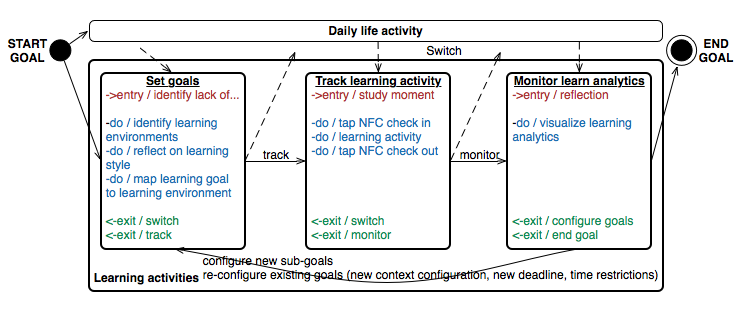 Daily life activity
START
GOAL
END
GOAL
Switch
Set goals
->entry / identify lack of...
-do / identify learning
environments
-do / reflect on learning
style
-do / map learning goal
to learning environment
<-exit / switch
<-exit / track
track
Track learning activity
->entry / study moment
-do / tap NFC check in
-do / learning activity
-do / tap NFC check out
<-exit / switch
<-exit / monitor
monitor
Monitor learn analytics
->entry / reflection
-do / visualize learning
analytics
<-exit / configure goals
<-exit / end goal
configure new sub-goals
re-configure existing goals (new context configuration, new deadline, time restrictions)
Learning activities